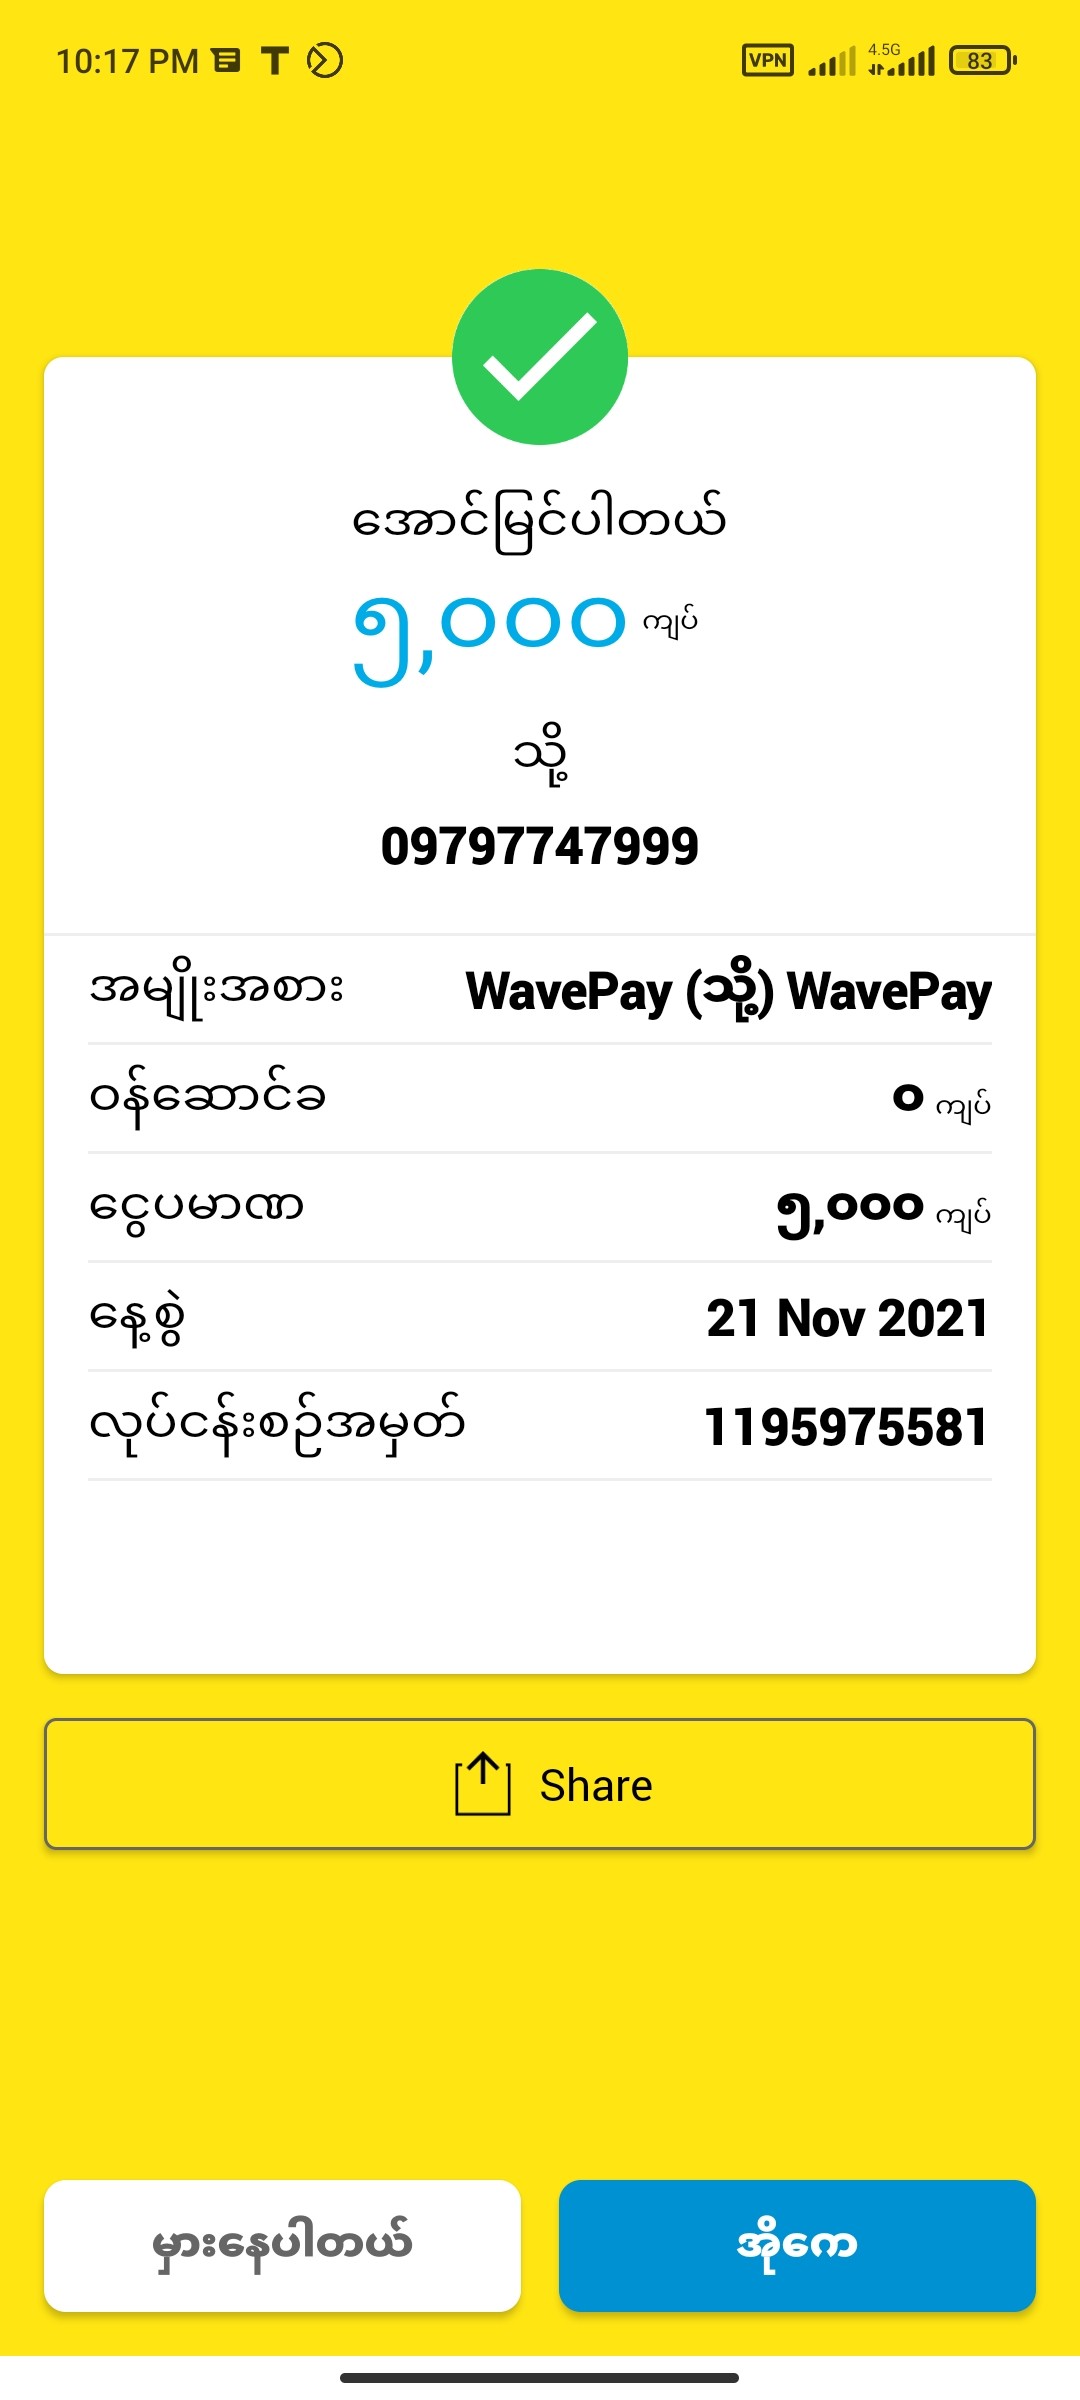 10:17 PM VPN 4.5G 83
အောင်မြင်ပါတယ်
၅,၀၀၀ ကျပ်
သို့
09797747999
အမျိုးအစား WavePay (သို့) WavePay
ဝန်ဆောင်ခ ၀ ကျပ်
ငွေပမာဏ ၅,၀၀၀ ကျပ်
နေ့စွဲ 21 Nov 2021
လုပ်ငန်းစဉ်အမှတ် 1195975581
Share
မှားနေပါတယ် အိုကေ